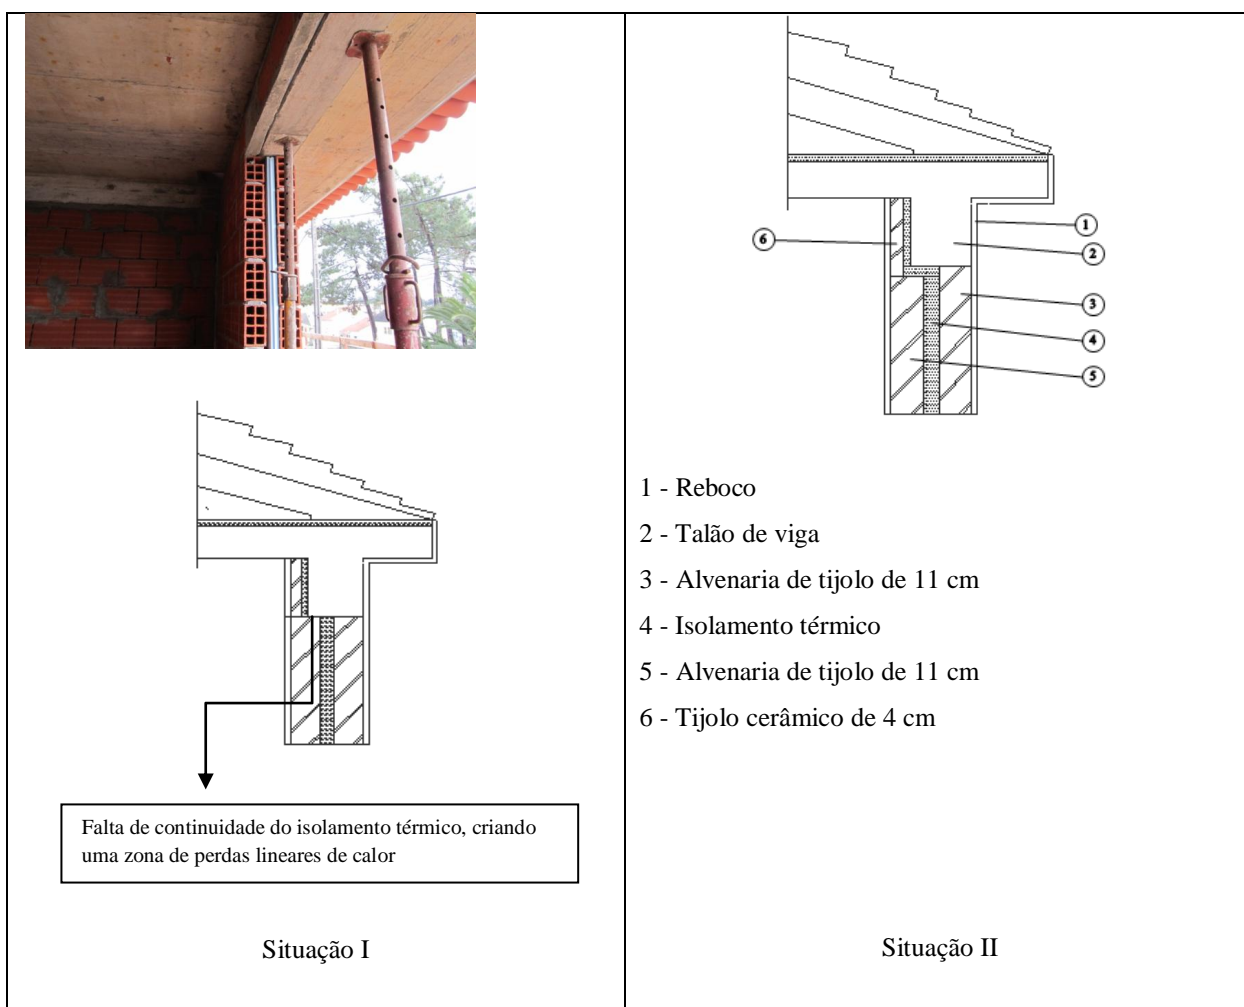 Falta de continuidade do isolamento térmico, criando
uma zona de perdas lineares de calor
Situação I
1
2
3
4
5
6
1 - Reboco
2 - Talão de viga
3 - Alvenaria de tijolo de 11 cm
4 - Isolamento térmico
5 - Alvenaria de tijolo de 11 cm
6 - Tijolo cerâmico de 4 cm
Situação II